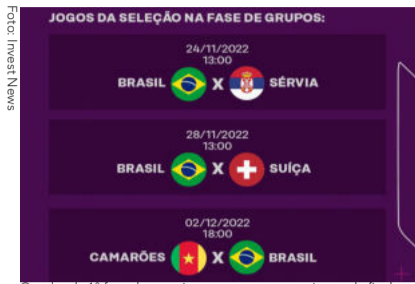 Foto: Invest News
JOGOS DA SELEÇÃO NA FASE DE GRUPOS:
24/11/2022
13:00
BRASIL X SÉRVIA
28/11/2022
13:00
BRASIL X SUÍÇA
02/12/2022
18:00
CAMARÕES X BRASIL